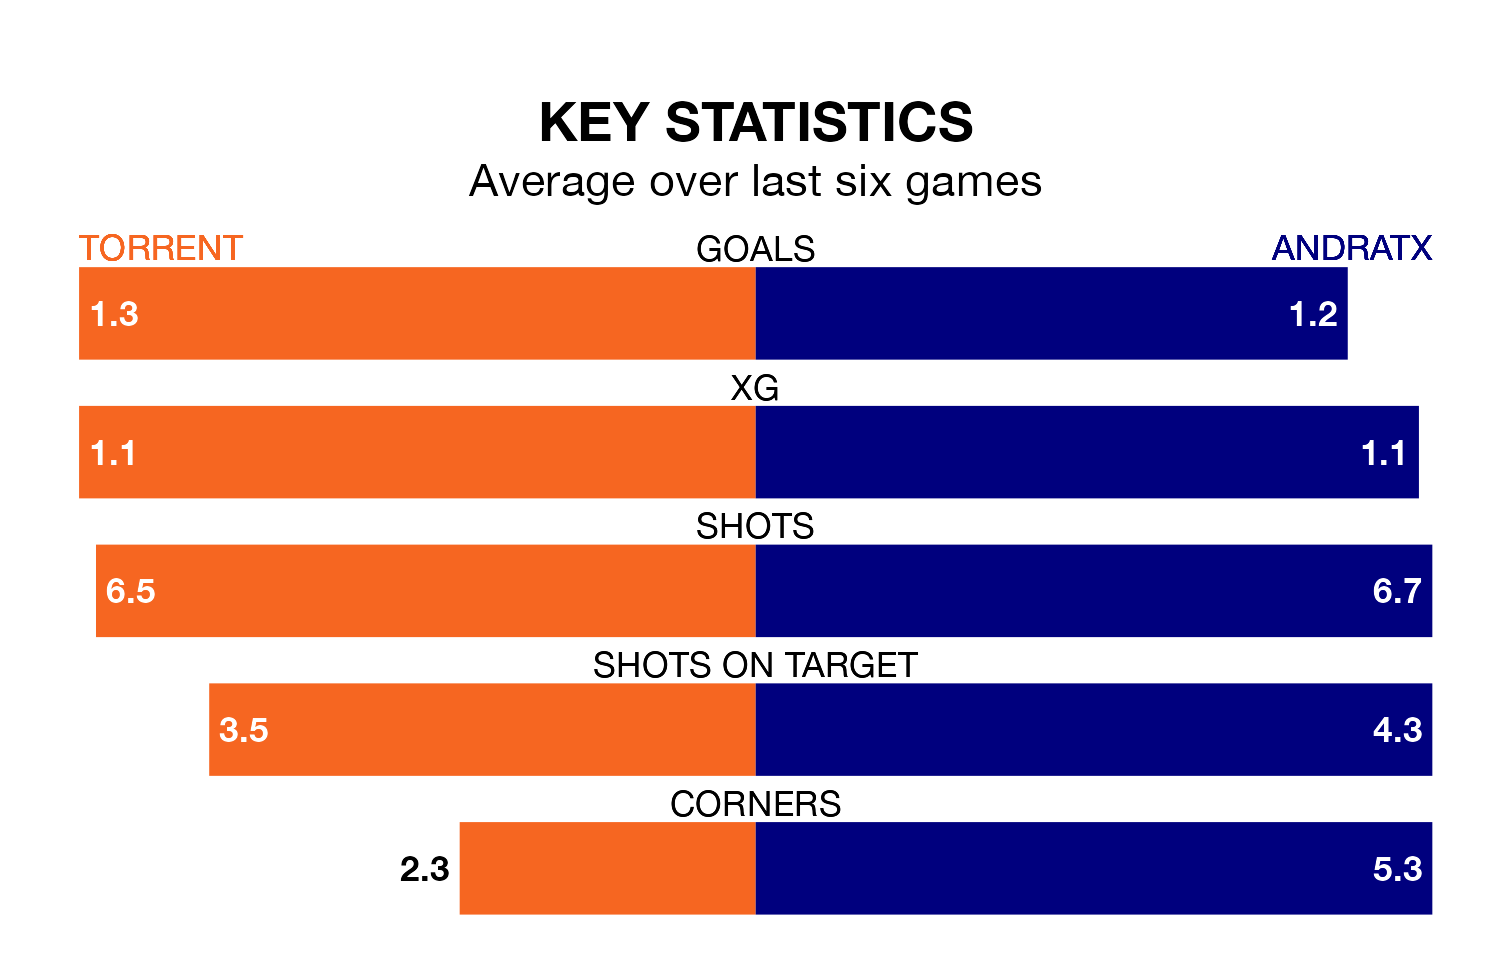 KEY STATISTICS
Average over last six games
TORRENT GOALS ANDRATX
1.3 1.2
XG
1.1 1.1
SHOTS
6.5 6.7
SHOTS ON TARGET
3.5 4.3
CORNERS
2.3 5.3